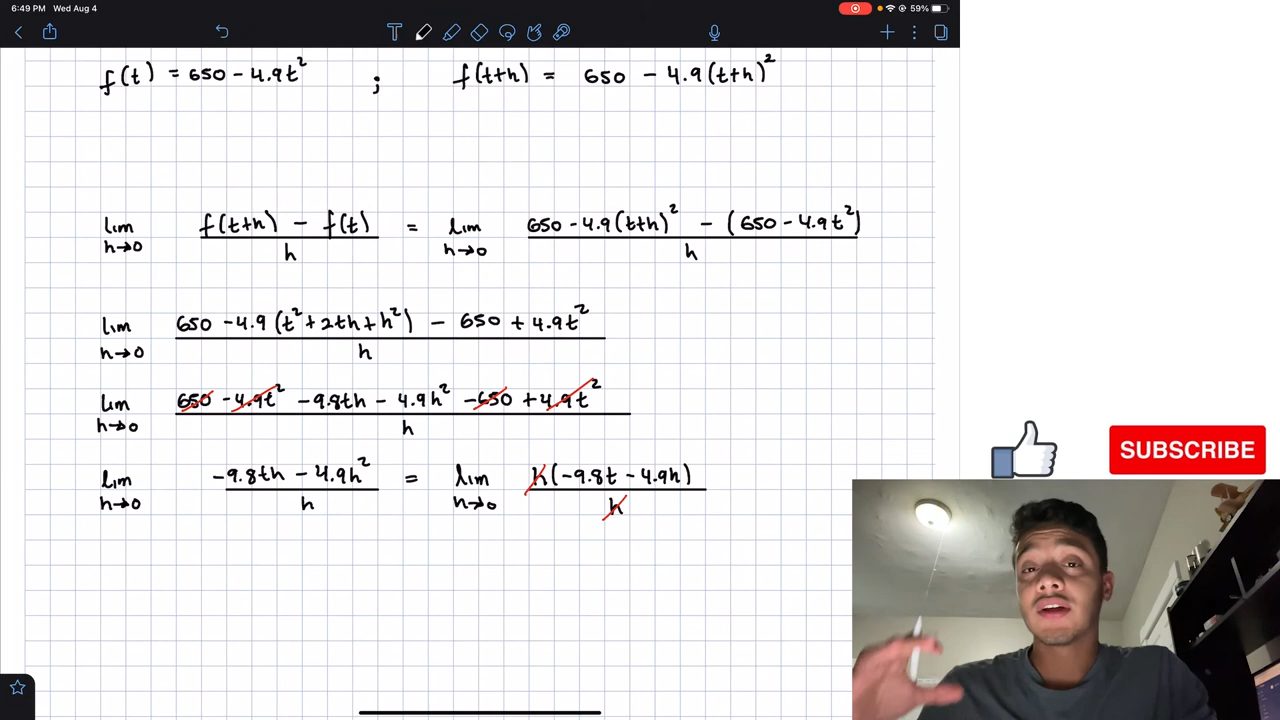 6:49 PM Wed Aug 4
59%
T
f(t) = 650 - 4.9t² ; f(t+h) = 650 - 4.9(t+h)²
lim h→0 f(t+h) - f(t) / h = lim h→0 650 - 4.9(t+h)² - (650 - 4.9t²) / h
lim h→0 650 - 4.9(t² + 2th + h²) - 650 + 4.9t² / h
lim h→0 650 - 4.9t² - 9.8th - 4.9h² - 650 + 4.9t² / h
lim h→0 -9.8th - 4.9h² / h = lim h→0 h(-9.8t - 4.9h) / h
SUBSCRIBE